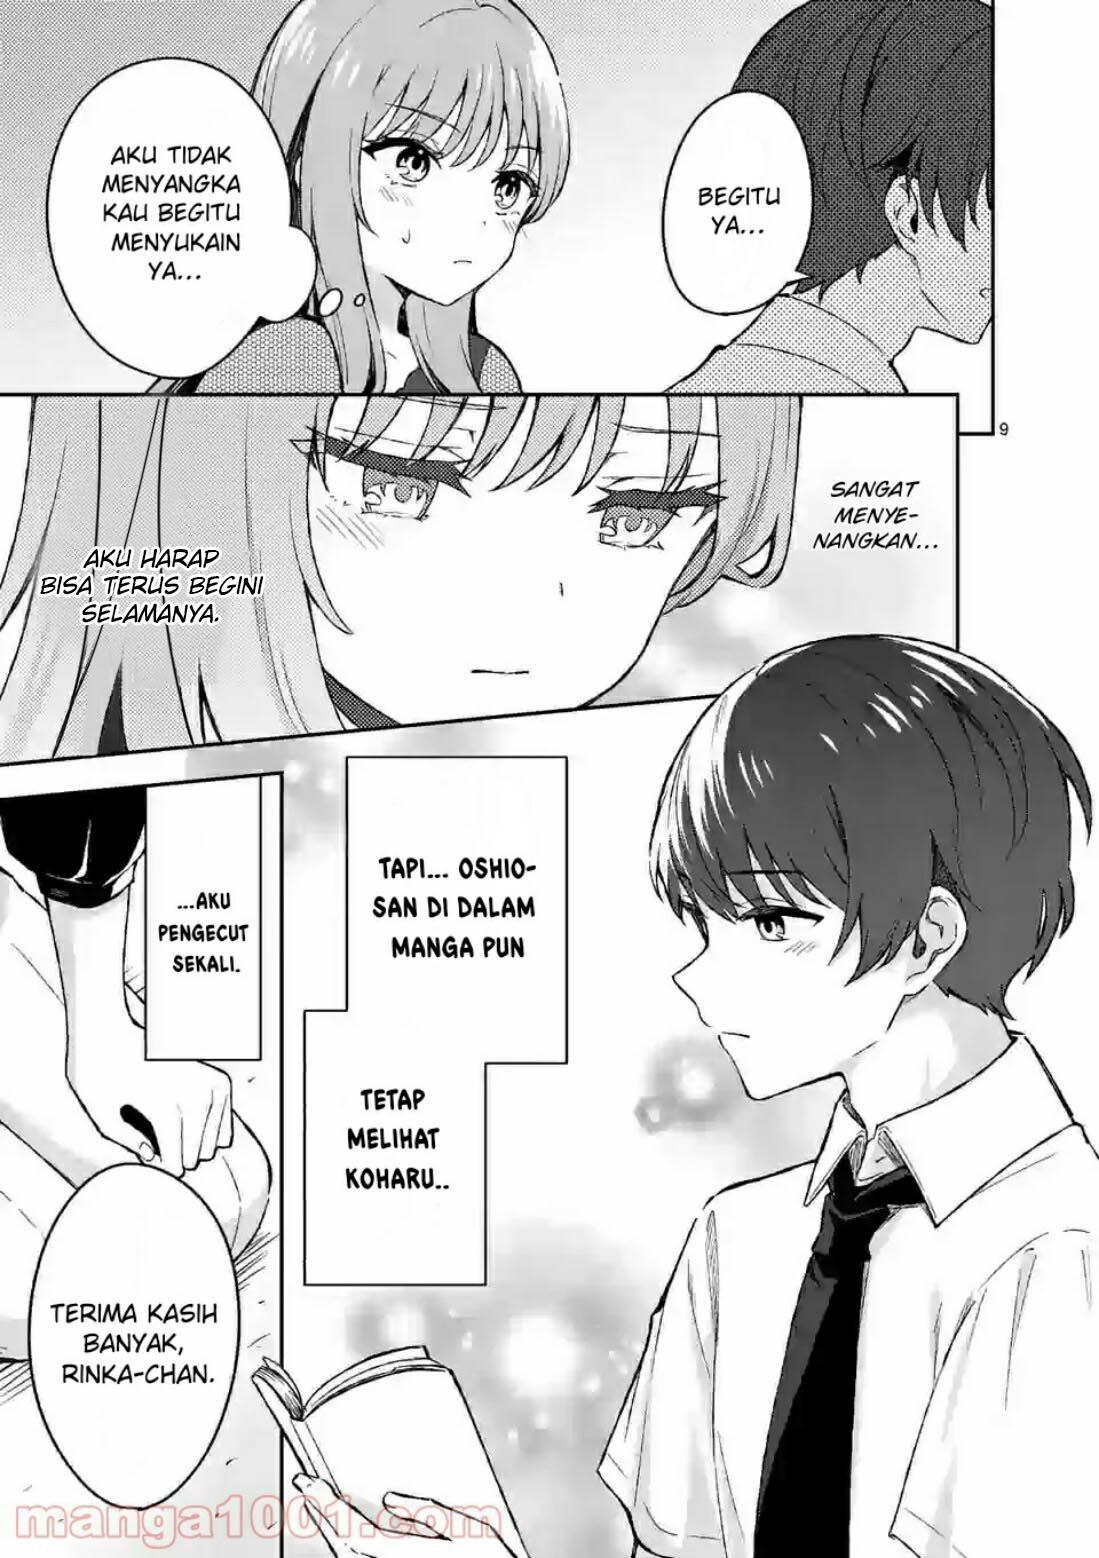 BEGITU
YA...
AKU TIDAK
MENYANGKA
KAU BEGITU
MENYUKAIN
YA...
9
SANGAT
MENYE-
NANGKAN...
AKU HARAP
BISA TERUS BEGINI
SELAMANYA.
TAPI... OSHIO-
SAN DI DALAM
MANGA PUN
TETAP
MELIHAT
KOHARU..
...AKU
PENGECUT
SEKALI.
TERIMA KASIH
BANYAK,
RINKA-CHAN.
manga1001.com